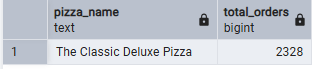 pizza_name total_orders
text bigint
1 The Classic Deluxe Pizza 2328